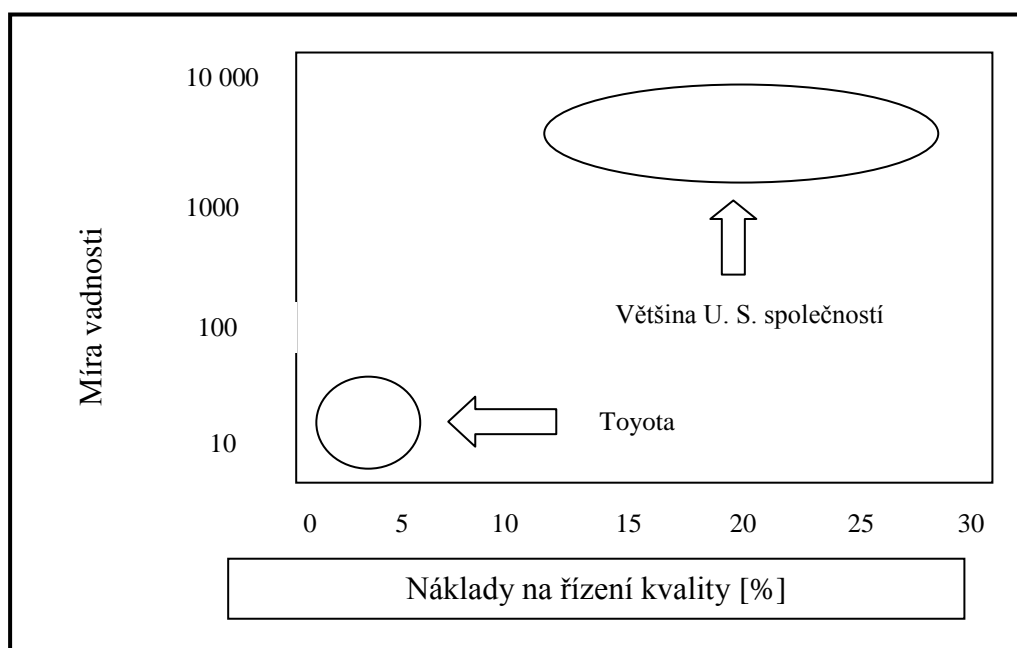 10 000
1000
Míra vadnosti
Většina U. S. společností
100
Toyota
10
0 5 10 15 20 25 30
Náklady na řízení kvality [%]